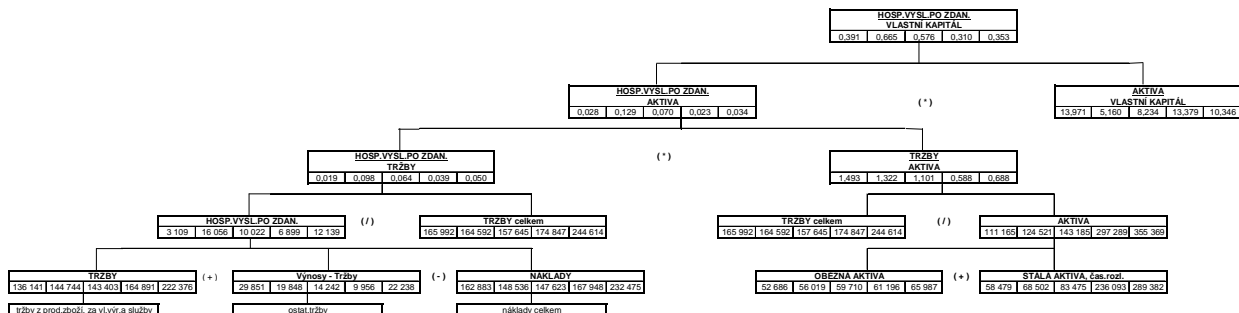 HOSP.VÝSL.PO ZDAN.
VLASTNÍ KAPITÁL
0,391 0,665 0,576 0,310 0,353
HOSP.VÝSL.PO ZDAN.
AKTIVA
0,028 0,129 0,070 0,023 0,034
( * )
AKTIVA
VLASTNÍ KAPITÁL
13,971 5,160 8,234 13,379 10,346
HOSP.VÝSL.PO ZDAN.
TRŽBY
0,019 0,098 0,064 0,039 0,050
( * )
TRŽBY
AKTIVA
1,493 1,322 1,101 0,588 0,688
HOSP.VÝSL.PO ZDAN.
3 109 16 056 10 022 6 899 12 139
( / )
TRŽBY celkem
165 992 164 592 157 645 174 847 244 614
TRŽBY celkem
165 992 164 592 157 645 174 847 244 614
( / )
AKTIVA
111 165 124 521 143 185 297 289 355 369
TRŽBY
136 141 144 744 143 403 164 891 222 376
( + )
Výnosy - Tržby
29 851 19 848 14 242 9 956 22 238
( - )
NÁKLADY
162 883 148 536 147 623 167 948 232 475
OBĚŽNÁ AKTIVA
52 686 56 019 59 710 61 196 65 987
( + )
STÁLÁ AKTIVA, čas.rozl.
58 479 68 502 83 475 236 093 289 382
tržby z prod.zboží, za vl.výr.a služby
ostat.tržby
náklady celkem